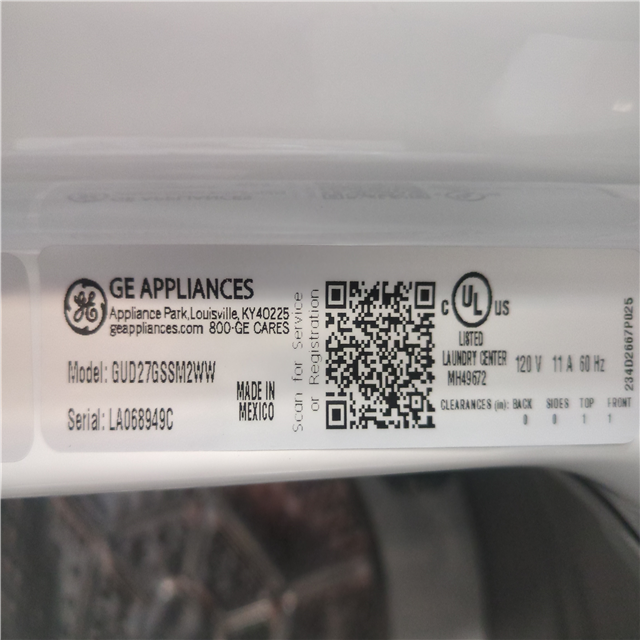 GE APPLIANCES
Appliance Park, Louisville, KY40225
geappliances.com 800-GE CARES
Model: GUD27GSSM2WW
Serial: LA068949C
MADE IN
MEXICO
Scan for Service
or Registration
C UL US
LISTED
LAUNDRY CENTER
MH49672
120 V 11 A 60 Hz
CLEARANCES (in): BACK SIDES TOP FRONT
0 0 1 1
234D2667P025